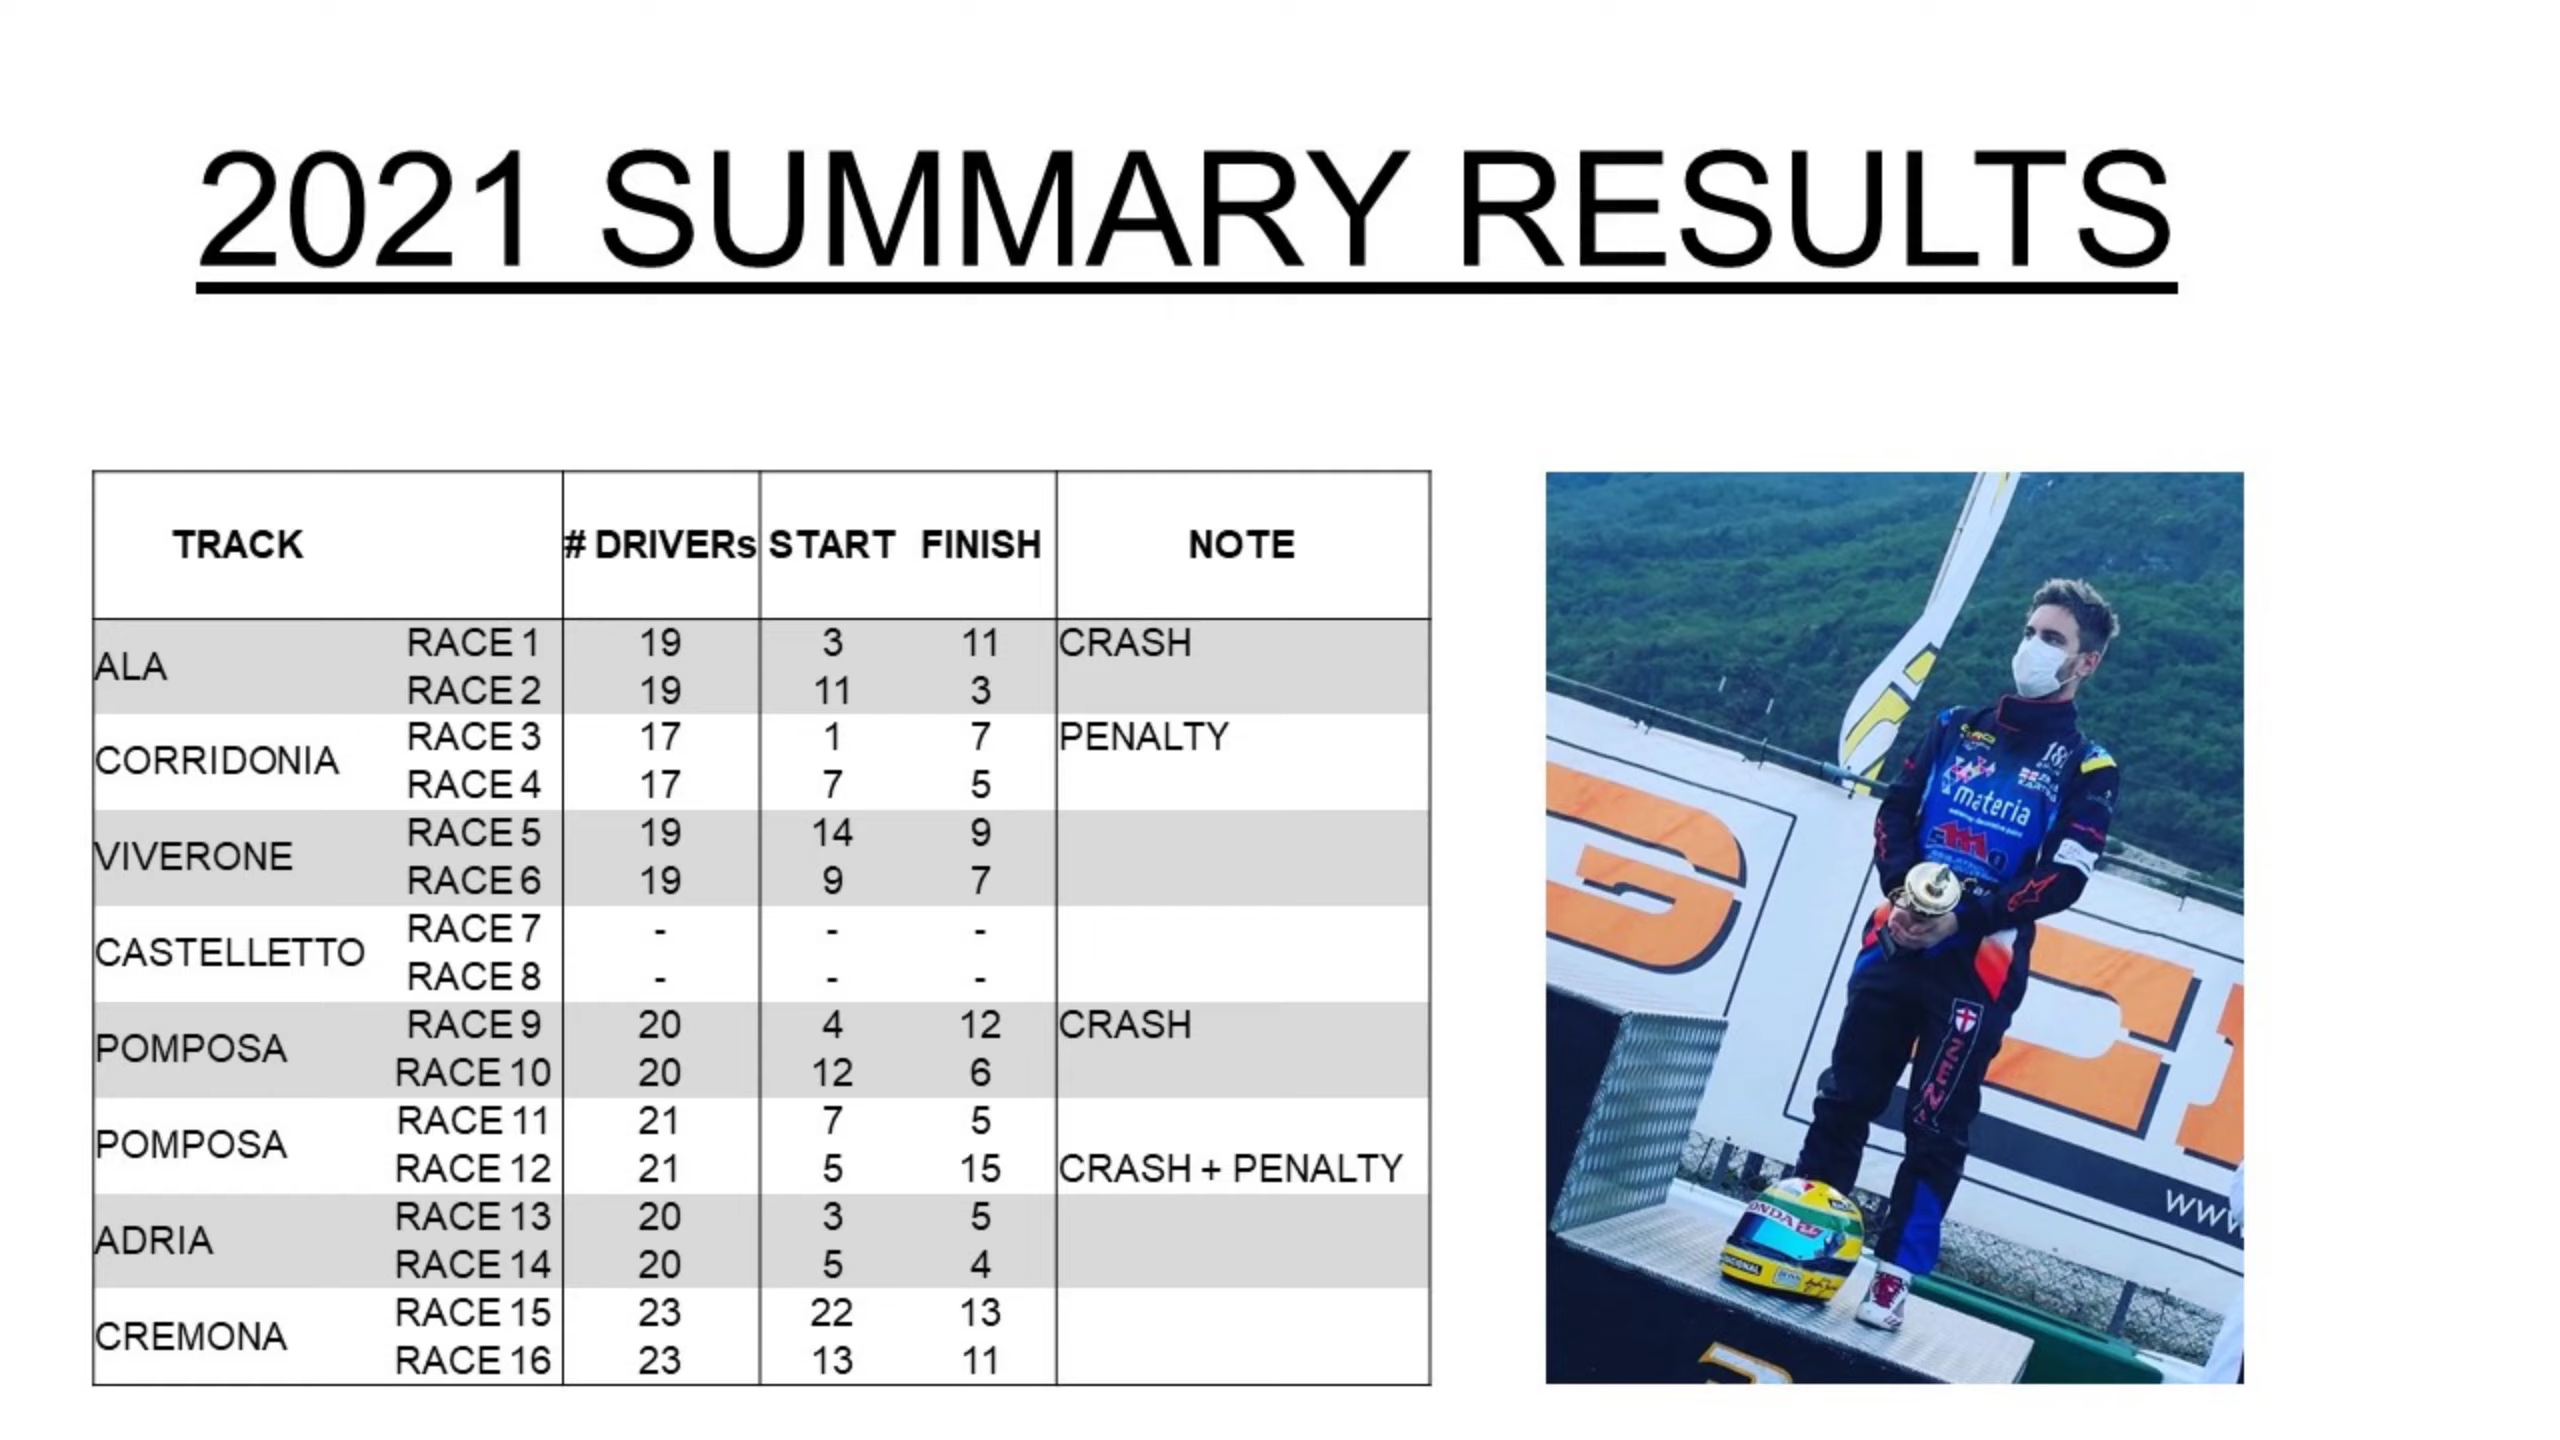 2021 SUMMARY RESULTS
TRACK # DRIVERs START FINISH NOTE
ALA RACE 1 19 3 11 CRASH
RACE 2 19 11 3
CORRIDONIA RACE 3 17 1 7 PENALTY
RACE 4 17 7 5
VIVERONE RACE 5 19 14 9
RACE 6 19 9 7
CASTELLETTO RACE 7 - - -
RACE 8 - - -
POMPOSA RACE 9 20 4 12 CRASH
RACE 10 20 12 6
POMPOSA RACE 11 21 7 5
RACE 12 21 5 15 CRASH + PENALTY
ADRIA RACE 13 20 3 5
RACE 14 20 5 4
CREMONA RACE 15 23 22 13
RACE 16 23 13 11
materia
www